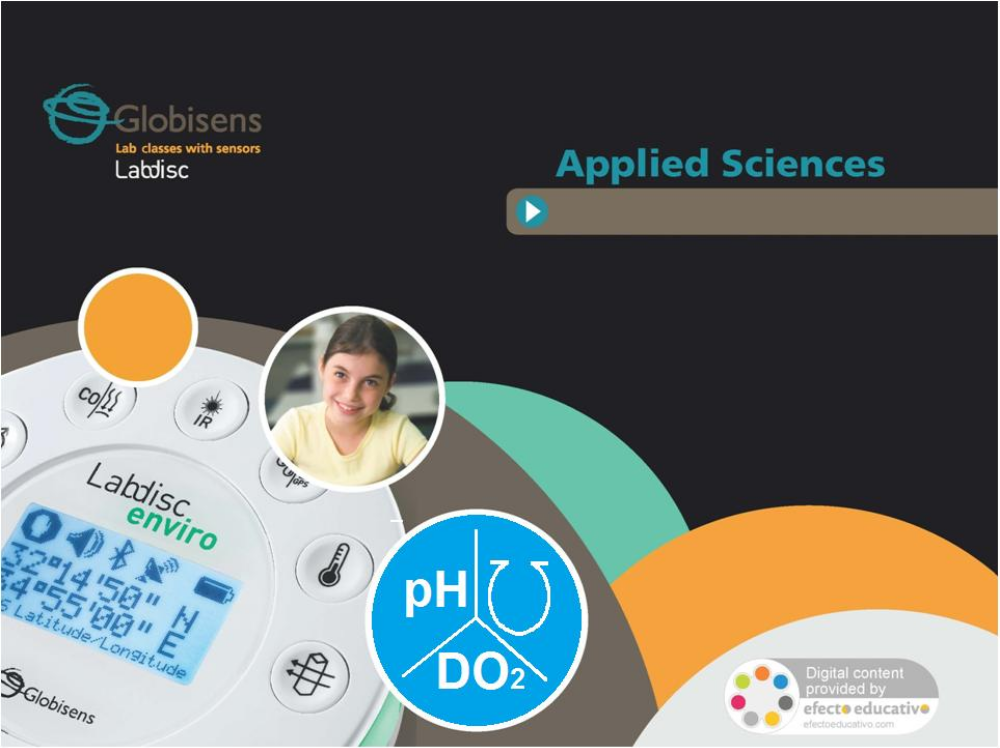 Globisens
Lab classes with sensors
Labdisc
Applied Sciences
IR
GPS
Labdisc
enviro
32°14'50" N
34°55'00" E
Latitude/Longitude
Globisens
pH
DO2
Digital content
provided by
efecto educativo
efectoeducativo.com